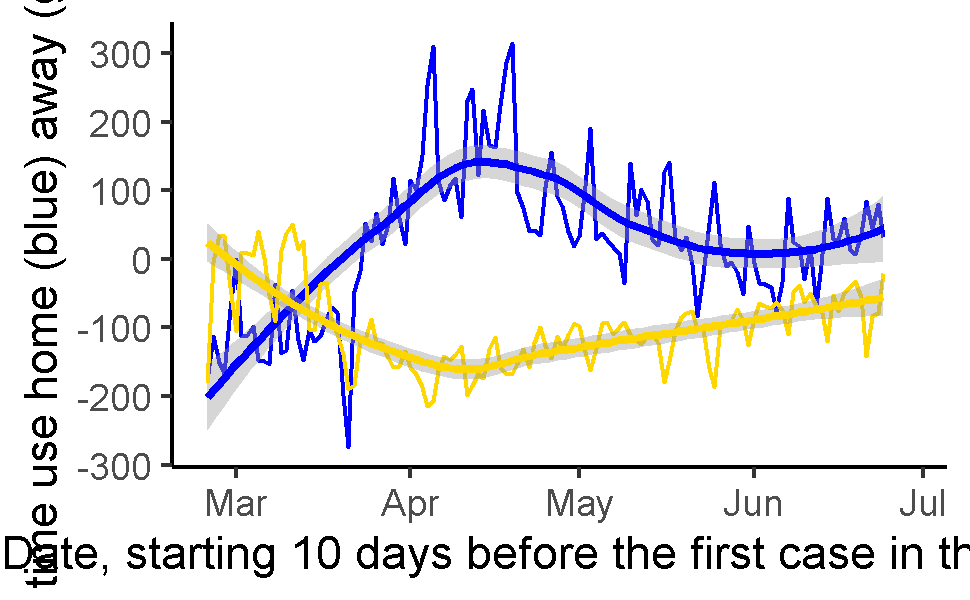 time use home (blue) away (
300
200
100
0
-100
-200
-300
Mar Apr May Jun Jul
Date, starting 10 days before the first case in th